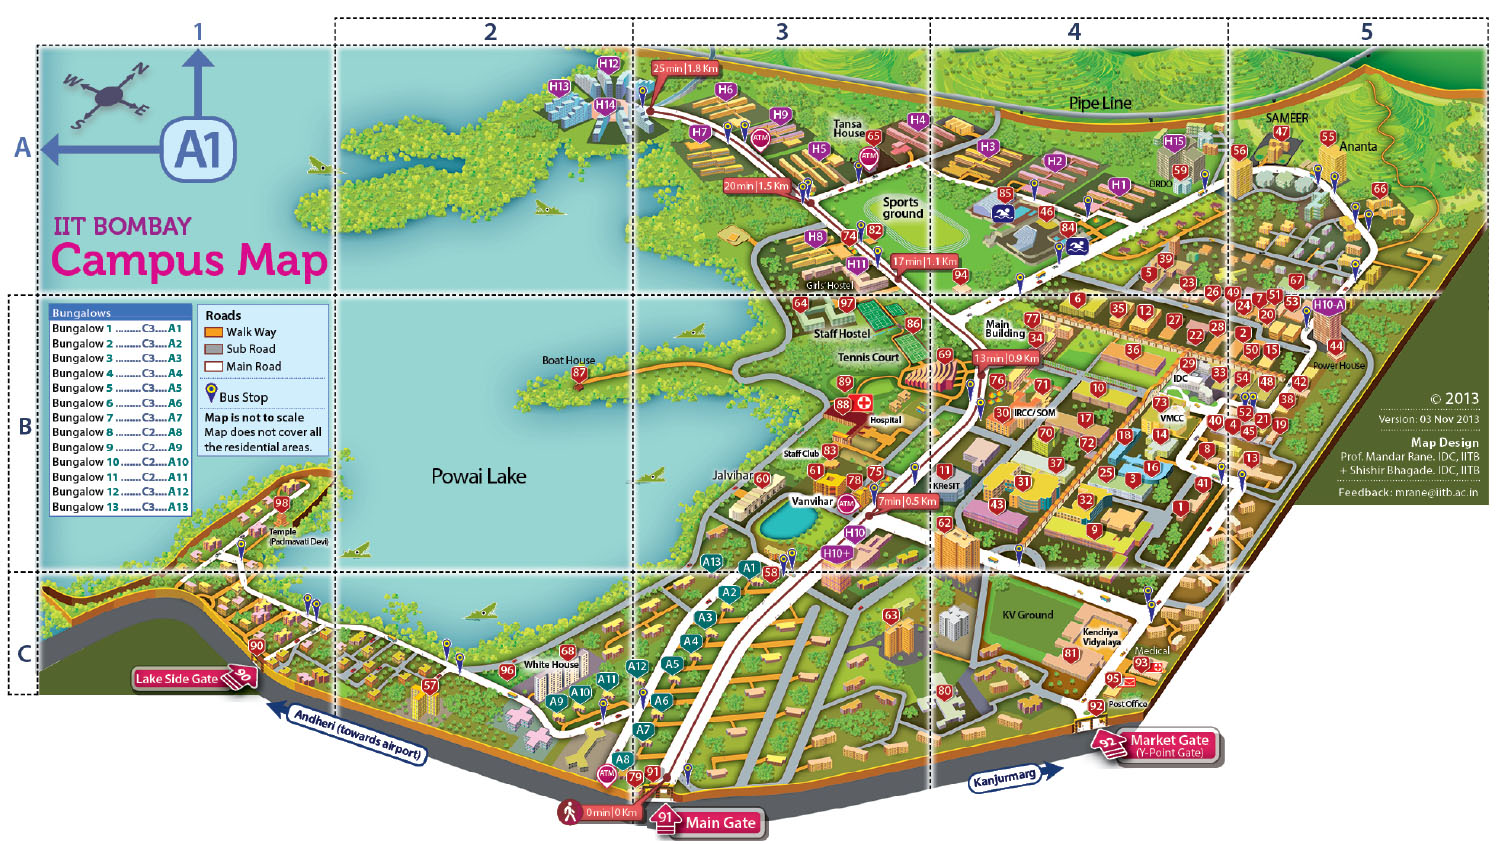 1
2
3
4
5
A
B
C
N
W
E
S
A1
IIT BOMBAY
Campus Map
Bungalows
Bungalow 1 ........ C3.... A1
Bungalow 2 ........ C3.... A2
Bungalow 3 ........ C3.... A3
Bungalow 4 ........ C3.... A4
Bungalow 5 ........ C3.... A5
Bungalow 6 ........ C3.... A6
Bungalow 7 ........ C3.... A7
Bungalow 8 ........ C2.... A8
Bungalow 9 ........ C2.... A9
Bungalow 10 ...... C2.... A10
Bungalow 11 ...... C2.... A11
Bungalow 12 ...... C3.... A12
Bungalow 13 ...... C3.... A13
Roads
Walk Way
Sub Road
Main Road
Bus Stop
Map is not to scale
Map does not cover all
the residential areas.
H12
H13
H14
25 min | 1.8 Km
H6
H7
H9
ATM
H5
Tansa
House
65
ATM
H4
H3
H2
H1
Pipe Line
H15
59
DRDO
SAMEER
47
56
55
Ananta
66
20 min | 1.5 Km
Sports
ground
85
46
84
H8
74
82
H11
Girls' Hostel
17 min | 1.1 Km
94
5
39
23
26
49
24
7
51
53
67
H10-A
20
64
97
Staff Hostel
86
Tennis Court
69
Main
Building
77
34
13 min | 0.9 Km
6
35
12
27
22
28
2
50
15
44
Power House
36
29
IDC
33
54
48
42
38
Boat House
87
89
88
Hospital
76
71
30
IRCC/SOM
10
17
73
VMCC
40
4
52
45
21
19
70
72
18
14
8
13
Staff Club
83
61
78
75
Jalvihar
60
Vanvihar
ATM
11
KReSIT
37
25
16
3
41
31
43
32
9
1
7 min | 0.5 Km
H10
H10+
62
Powai Lake
98
Temple
(Padmavati Devi)
A13
A1
58
A2
A3
A4
A5
A12
A6
A7
A8
A9
A10
A11
63
KV Ground
Kendriya
Vidyalaya
81
Medical
93
95
Post Office
92
80
90
Lake Side Gate
90
57
96
White House
68
ATM
79
91
0 min | 0 Km
91
Main Gate
92
Market Gate
(Y-Point Gate)
Andheri (towards airport)
Kanjurmarg
© 2013
Version: 03 Nov 2013
Map Design
Prof. Mandar Rane. IDC, IITB
+ Shishir Bhagade. IDC, IITB
Feedback: mrane@iitb.ac.in